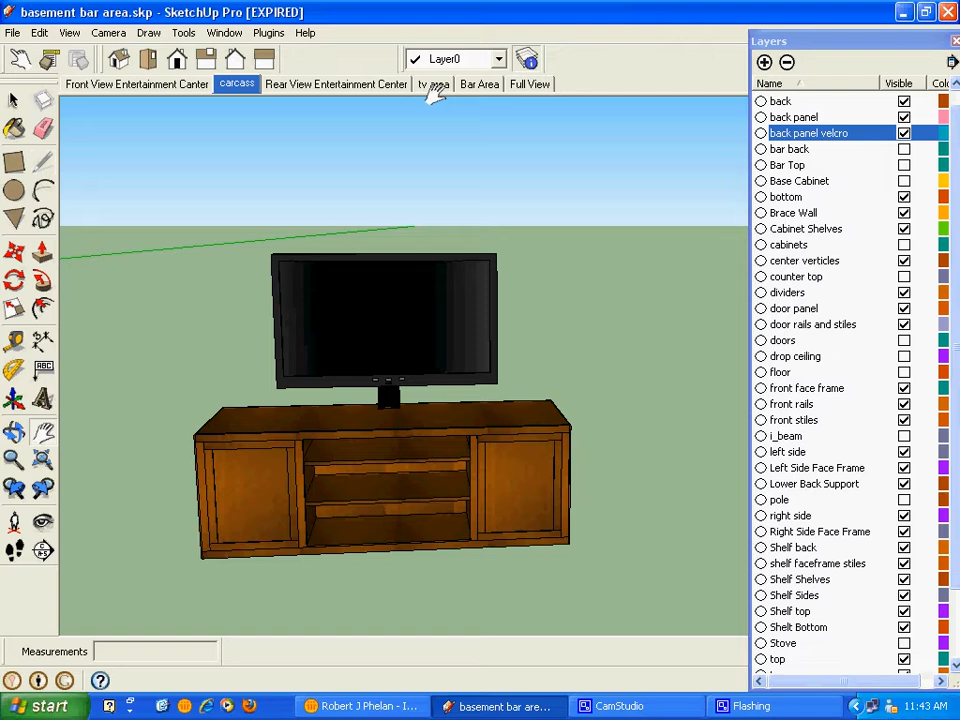 basement bar area.skp - SketchUp Pro [EXPIRED]
File Edit View Camera Draw Tools Window Plugins Help
Layers
Layer0
Name Visible
Front View Entertainment Center carcass Rear View Entertainment Center Bar Area Full View
back
back panel
back panel velcro
bar back
Bar Top
Base Cabinet
bottom
Brace Wall
Cabinet Shelves
cabinets
center verticles
counter top
dividers
door panel
door rails and stiles
doors
drop ceiling
floor
front face frame
front rails
front stiles
i_beam
left side
Left Side Face Frame
Lower Back Support
pole
right side
Right Side Face Frame
Shelf back
shelf faceframe stiles
Shelf Shelves
Shelf Sides
Shelf top
Shelt Bottom
Stove
top
Measurements
start Robert J Phelan - I... basement bar are... CamStudio Flashing 11:43 AM